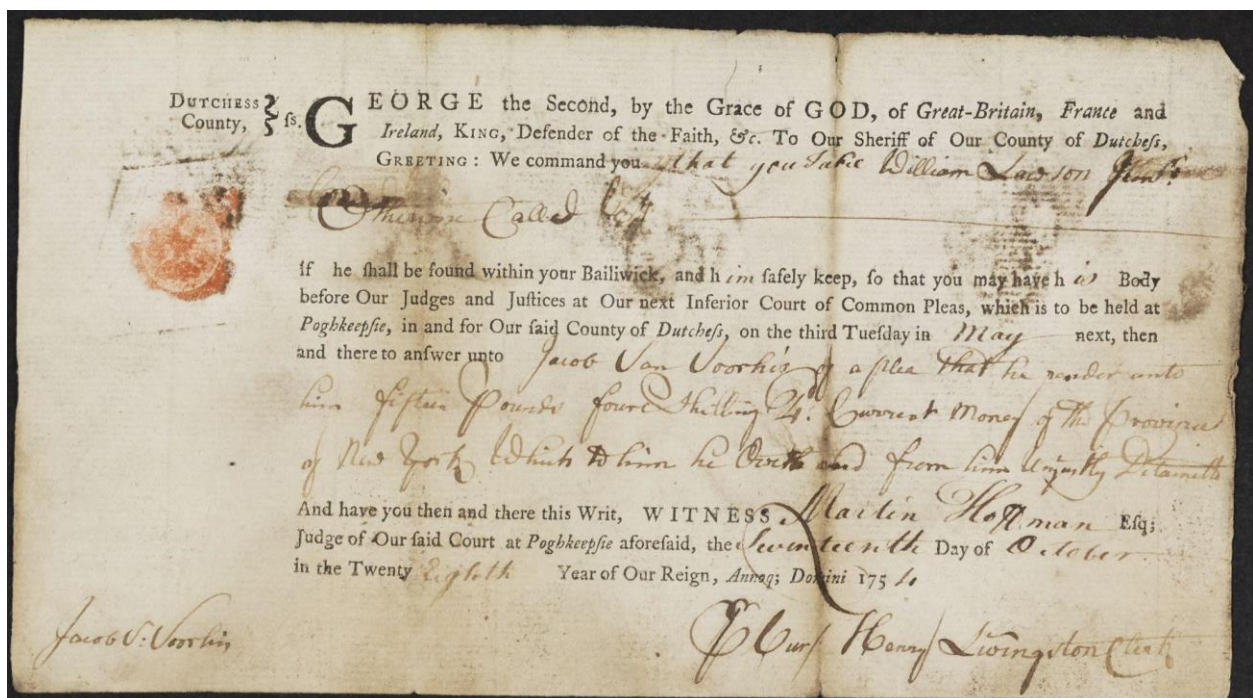 DUTCHESS County, } ſs. GEORGE the Second, by the Grace of GOD, of Great-Britain, France and
Ireland, KING, Defender of the Faith, &c. To Our Sheriff of Our County of Dutcheſs,
GREETING: We command you that you Take William Lawson Junr.
Otherwise Called Capt
if he ſhall be found within your Bailiwick, and him ſafely keep, ſo that you may have his Body
before Our Judges and Juſtices at Our next Inferior Court of Common Pleas, which is to be held at
Poghkeepſie, in and for Our ſaid County of Dutcheſs, on the third Tueſday in May next, then
and there to anſwer unto Jacob Van Voorhis of a plea that he render unto
him fifteen Pounds foure Shilling 4d. Current Money of the Province
of New York Which to him he Oweth and from him Unjustly Detaineth
And have you then and there this Writ, WITNESS Martin Hoffman Eſq;
Judge of Our ſaid Court at Poghkeepſie aforeſaid, the Seventeenth Day of October
in the Twenty Eighth Year of Our Reign, Annoq; Domini 1754
Jacob V: Voorhis
Pr Cur/ Henry Livingston Clerk